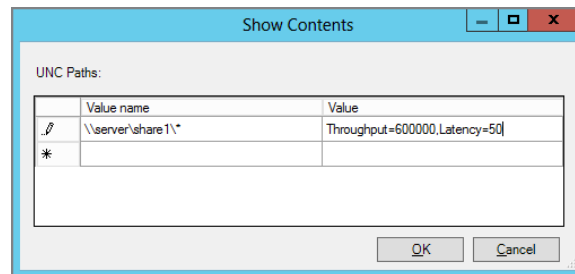 Show Contents
UNC Paths:
Value name Value
\\server\share1\* Throughput=600000,Latency=50
OK Cancel